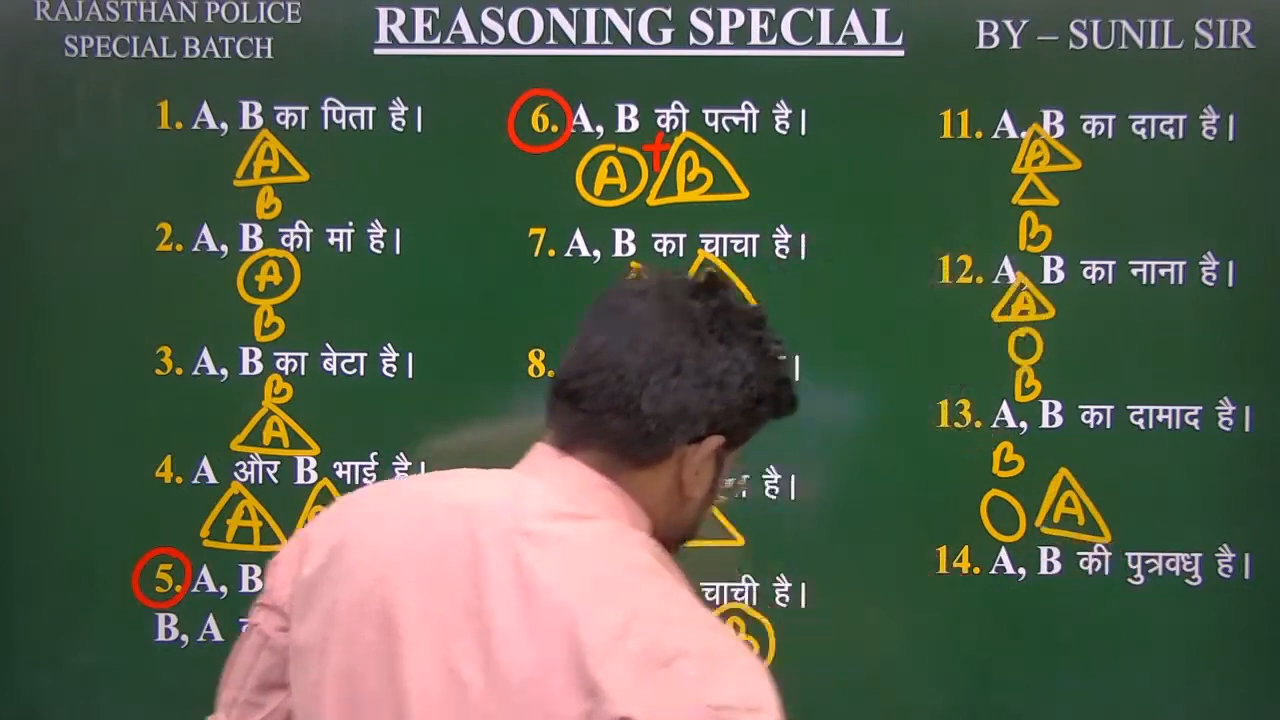 RAJASTHAN POLICE
SPECIAL BATCH
REASONING SPECIAL
BY – SUNIL SIR
1. A, B का पिता है।
A
B
2. A, B की मां है।
A
B
3. A, B का बेटा है।
B
A
4. A और B भाई है।
A
5. A, B
B, A
6. A, B की पत्नी है।
A + B
7. A, B का चाचा है।
8.
है।
चाची है।
B
11. A, B का दादा है।
A
B
12. A, B का नाना है।
A
B
13. A, B का दामाद है।
B
A
14. A, B की पुत्रवधु है।